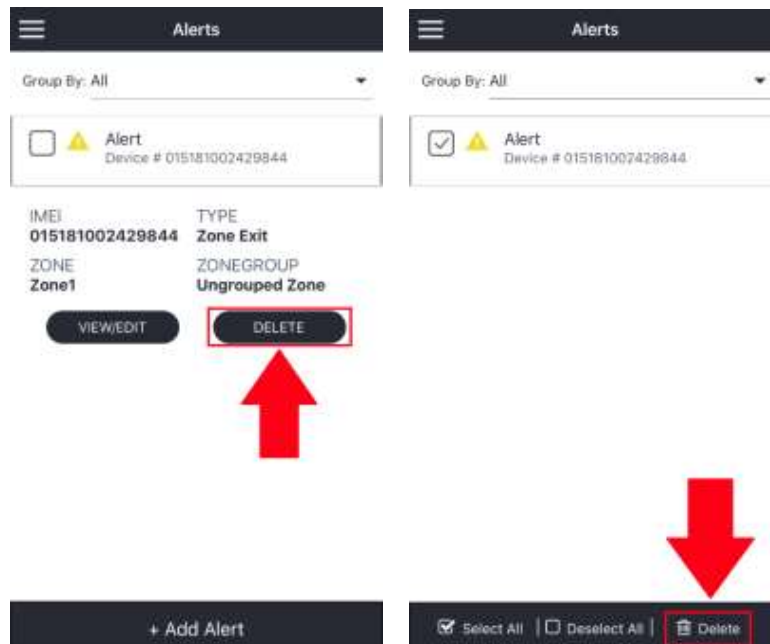 Alerts
Group By: All
Alert
Device # 015181002429844
IMEI
015181002429844
TYPE
Zone Exit
ZONE
Zone1
ZONEGROUP
Ungrouped Zone
VIEW/EDIT
DELETE
+ Add Alert
Alerts
Group By: All
Alert
Device # 015181002429844
Select All | Deselect All | Delete